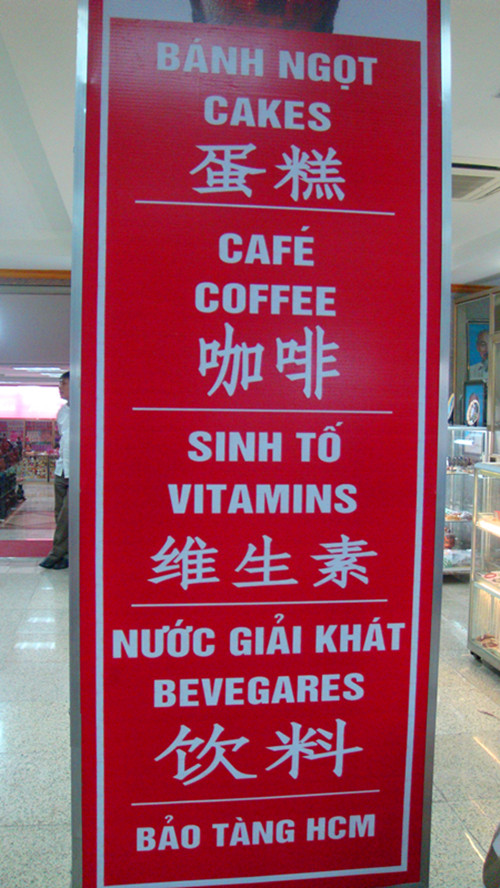 BÁNH NGỌT
CAKES
蛋糕
CAFÉ
COFFEE
咖啡
SINH TỐ
VITAMINS
维生素
NƯỚC GIẢI KHÁT
BEVEGARES
饮料
BẢO TÀNG HCM